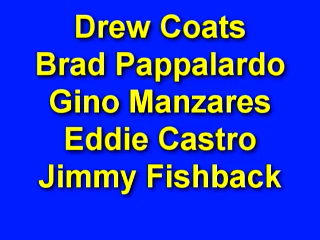 Drew Coats
Brad Pappalardo
Gino Manzares
Eddie Castro
Jimmy Fishback